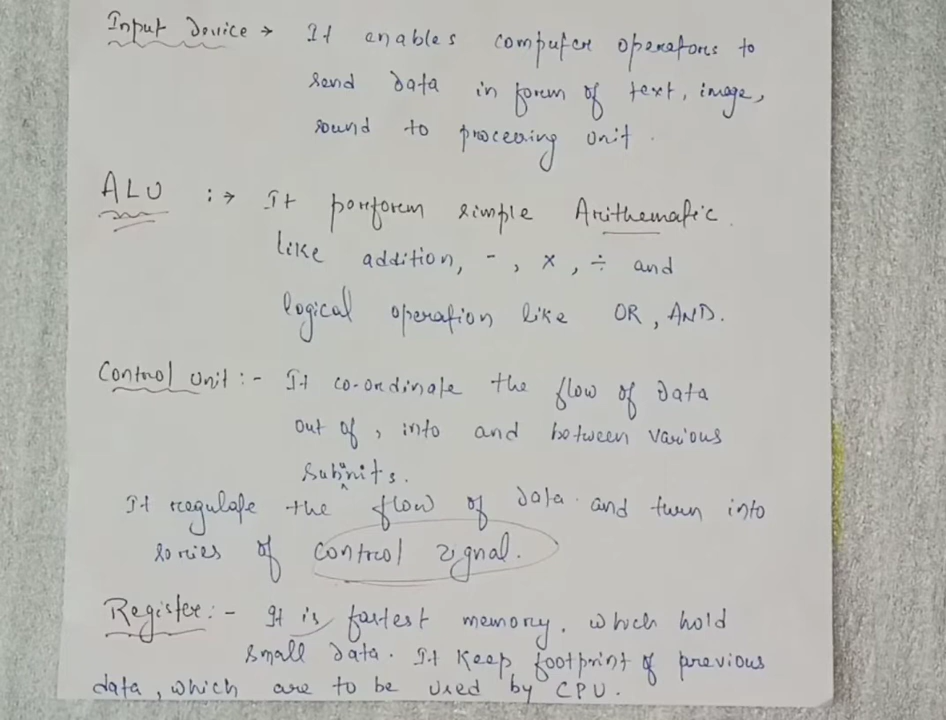 Input Device → It enables computer operators to
send data in form of text, image,
sound to processing unit.
ALU :→ It perform simple Arithematic
like addition, -, x, ÷ and
logical operation like OR, AND.
Control Unit :- It co-ordinate the flow of data
out of, into and between various
subunits.
It regulate the flow of data and turn into
series of control signal.
Register :- It is fastest memory, which hold
small data. It keep footprint of previous
data, which are to be used by CPU.